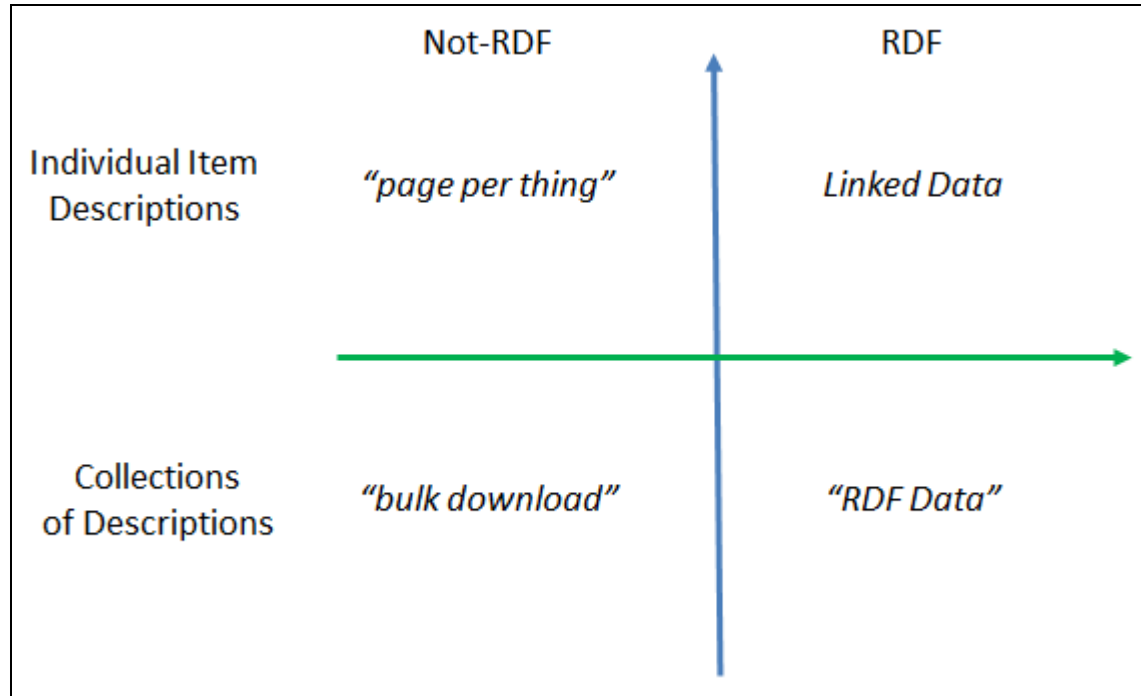 Not-RDF RDF
Individual Item
Descriptions
“page per thing” Linked Data
Collections
of Descriptions
“bulk download” “RDF Data”